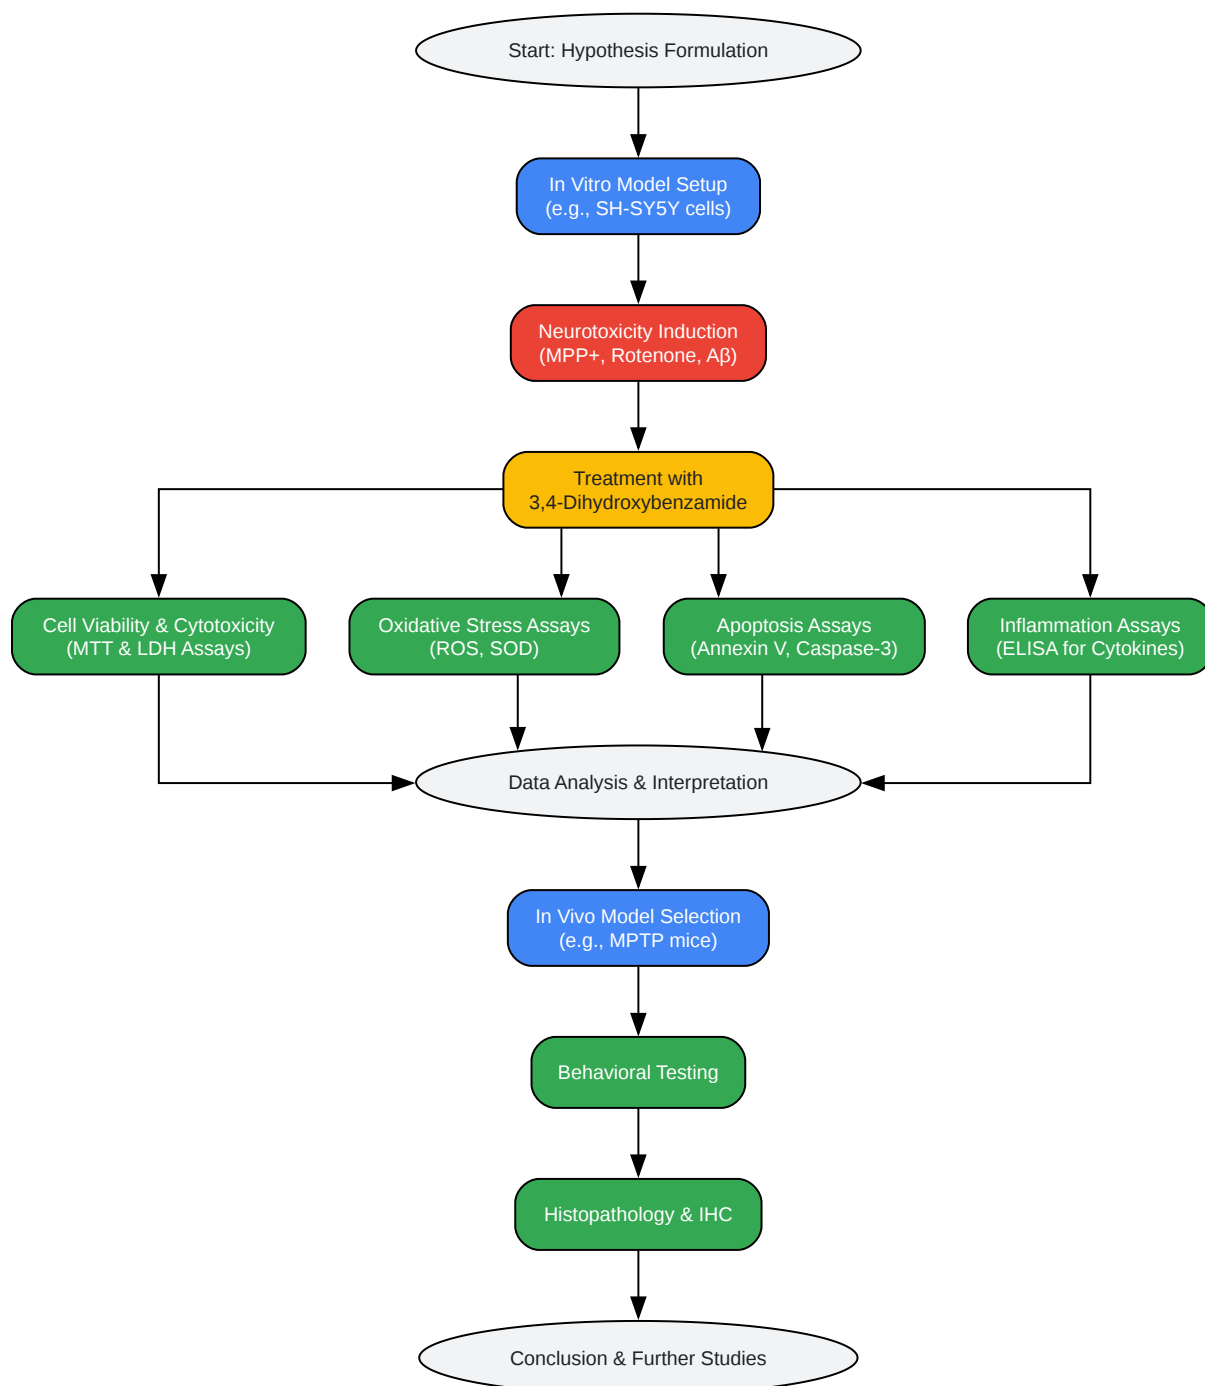 Start: Hypothesis Formulation
In Vitro Model Setup
(e.g., SH-SY5Y cells)
Neurotoxicity Induction
(MPP+, Rotenone, Aβ)
Treatment with
3,4-Dihydroxybenzamide
Cell Viability & Cytotoxicity
(MTT & LDH Assays)
Oxidative Stress Assays
(ROS, SOD)
Apoptosis Assays
(Annexin V, Caspase-3)
Inflammation Assays
(ELISA for Cytokines)
Data Analysis & Interpretation
In Vivo Model Selection
(e.g., MPTP mice)
Behavioral Testing
Histopathology & IHC
Conclusion & Further Studies